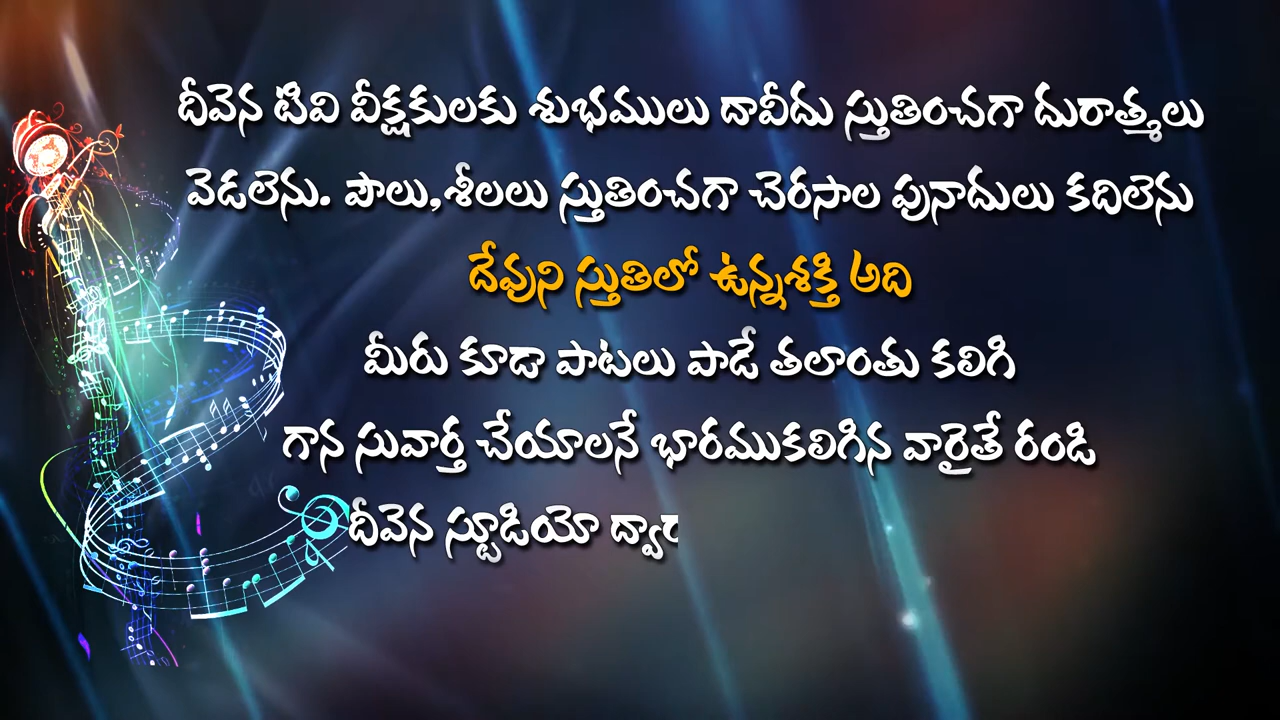 దీవెన టివి వీక్షకులకు శుభములు దావీదు స్తుతించగా దురాత్మలు
వెడలెను. పౌలు,శీలలు స్తుతించగా చెరసాల పునాదులు కదిలెను
దేవుని స్తుతిలో ఉన్నశక్తి అది
మీరు కూడా పాటలు పాడే తలాంతు కలిగి
గాన సువార్త చేయాలనే భారముకలిగిన వారైతే రండి
దీవెన స్టూడియో